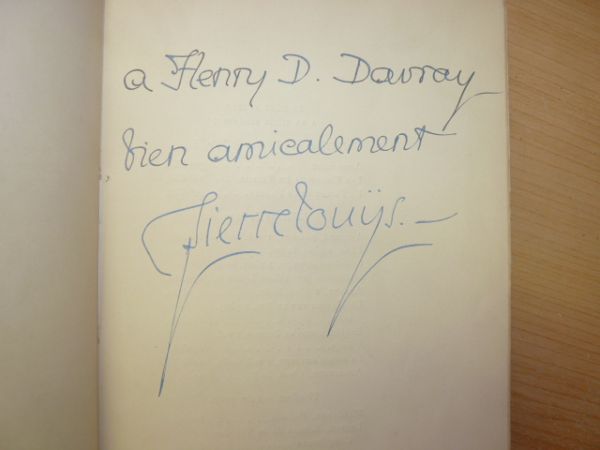 a Henry D. Davray
bien amicalement
Pierre Louÿs.